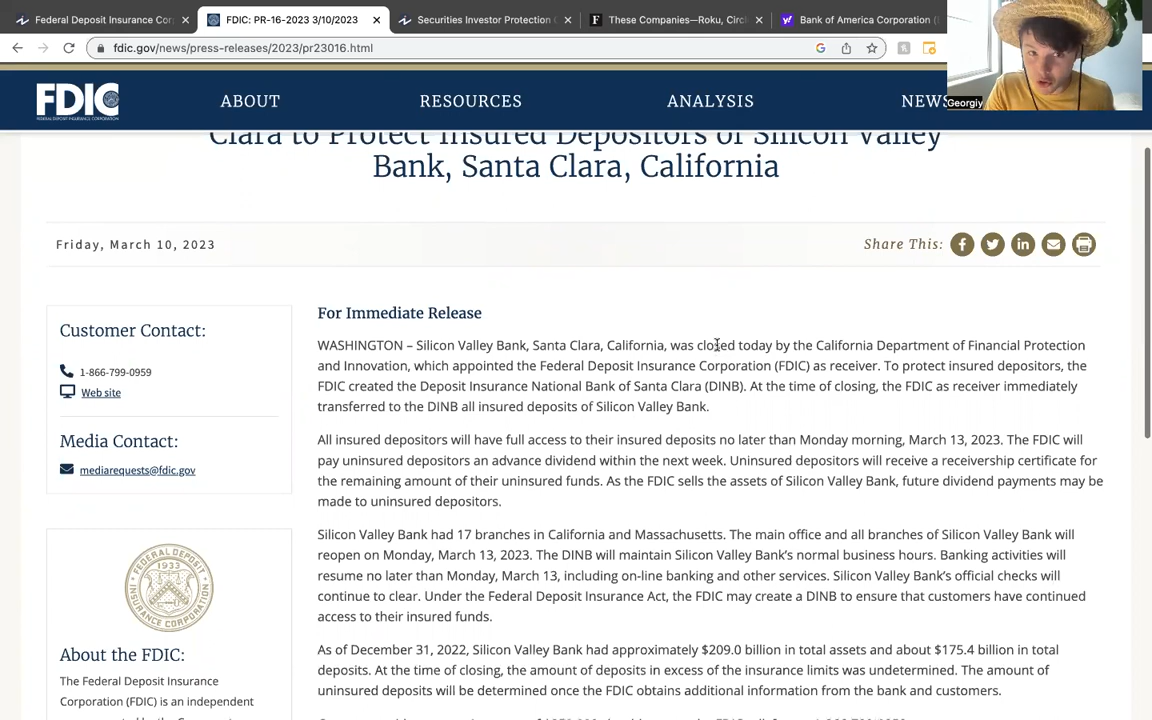 Federal Deposit Insurance Cor
FDIC: PR-16-2023 3/10/2023
Securities Investor Protection
These Companies—Roku, Circl
Bank of America Corporation (
fdic.gov/news/press-releases/2023/pr23016.html
Georgiy
FDIC
ABOUT
RESOURCES
ANALYSIS
NEWS
Clara to Protect Insured Depositors of Silicon Valley
Bank, Santa Clara, California
Friday, March 10, 2023
Share This:
Customer Contact:
1-866-799-0959
Web site
Media Contact:
mediarequests@fdic.gov
FEDERAL DEPOSIT
1933
INSURANCE CORPORATION
About the FDIC:
The Federal Deposit Insurance
Corporation (FDIC) is an independent
For Immediate Release
WASHINGTON – Silicon Valley Bank, Santa Clara, California, was closed today by the California Department of Financial Protection
and Innovation, which appointed the Federal Deposit Insurance Corporation (FDIC) as receiver. To protect insured depositors, the
FDIC created the Deposit Insurance National Bank of Santa Clara (DINB). At the time of closing, the FDIC as receiver immediately
transferred to the DINB all insured deposits of Silicon Valley Bank.
All insured depositors will have full access to their insured deposits no later than Monday morning, March 13, 2023. The FDIC will
pay uninsured depositors an advance dividend within the next week. Uninsured depositors will receive a receivership certificate for
the remaining amount of their uninsured funds. As the FDIC sells the assets of Silicon Valley Bank, future dividend payments may be
made to uninsured depositors.
Silicon Valley Bank had 17 branches in California and Massachusetts. The main office and all branches of Silicon Valley Bank will
reopen on Monday, March 13, 2023. The DINB will maintain Silicon Valley Bank's normal business hours. Banking activities will
resume no later than Monday, March 13, including on-line banking and other services. Silicon Valley Bank's official checks will
continue to clear. Under the Federal Deposit Insurance Act, the FDIC may create a DINB to ensure that customers have continued
access to their insured funds.
As of December 31, 2022, Silicon Valley Bank had approximately $209.0 billion in total assets and about $175.4 billion in total
deposits. At the time of closing, the amount of deposits in excess of the insurance limits was undetermined. The amount of
uninsured deposits will be determined once the FDIC obtains additional information from the bank and customers.